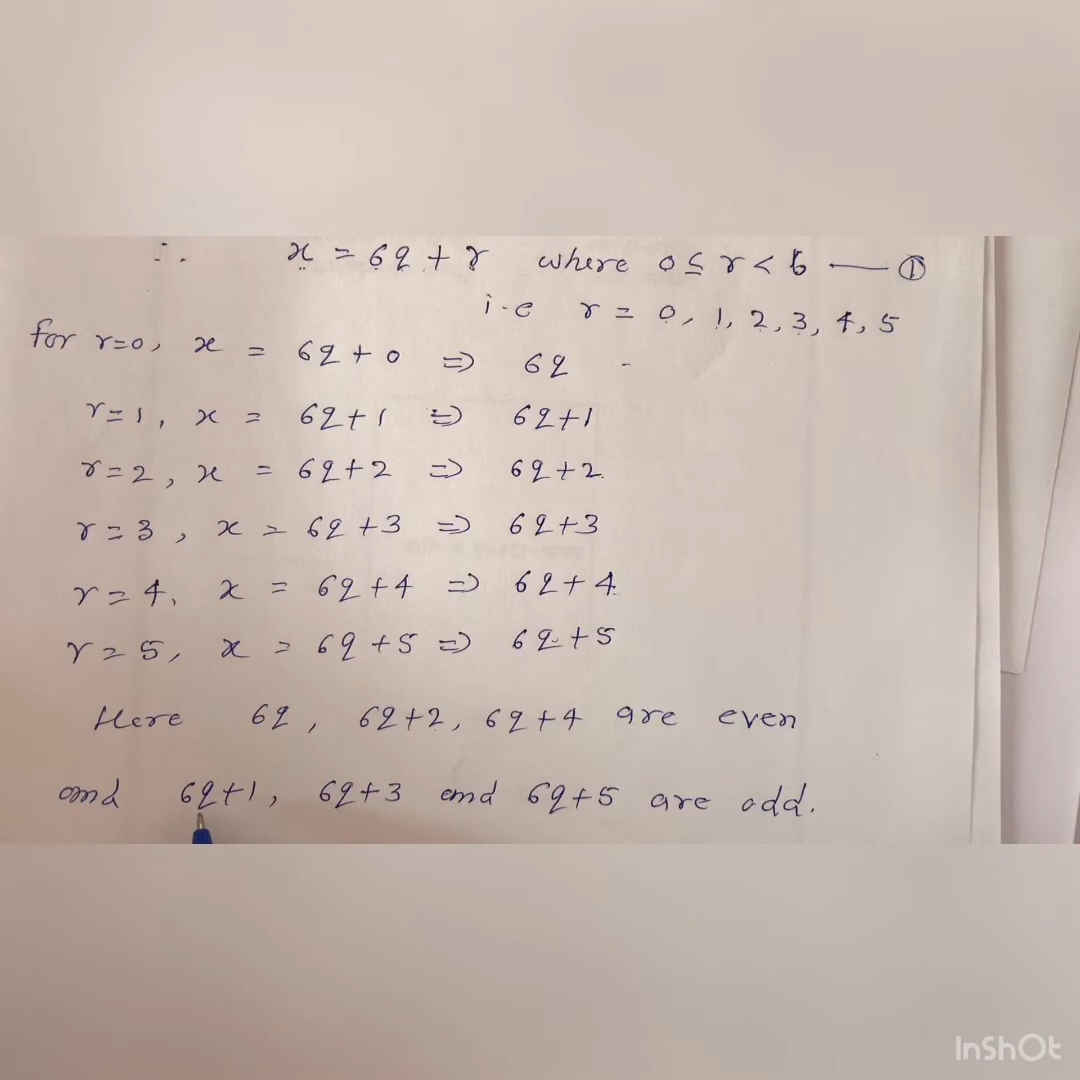 ∴ x = 6q + r where 0 ≤ r < 6 — ①
i.e r = 0, 1, 2, 3, 4, 5
for r=0, x = 6q + 0 ⇒ 6q
r=1, x = 6q+1 ⇒ 6q+1
r=2, x = 6q+2 ⇒ 6q+2
r=3, x = 6q+3 ⇒ 6q+3
r=4, x = 6q+4 ⇒ 6q+4
r=5, x = 6q+5 ⇒ 6q+5
Here 6q, 6q+2, 6q+4 are even
and 6q+1, 6q+3 and 6q+5 are odd.
InShOt